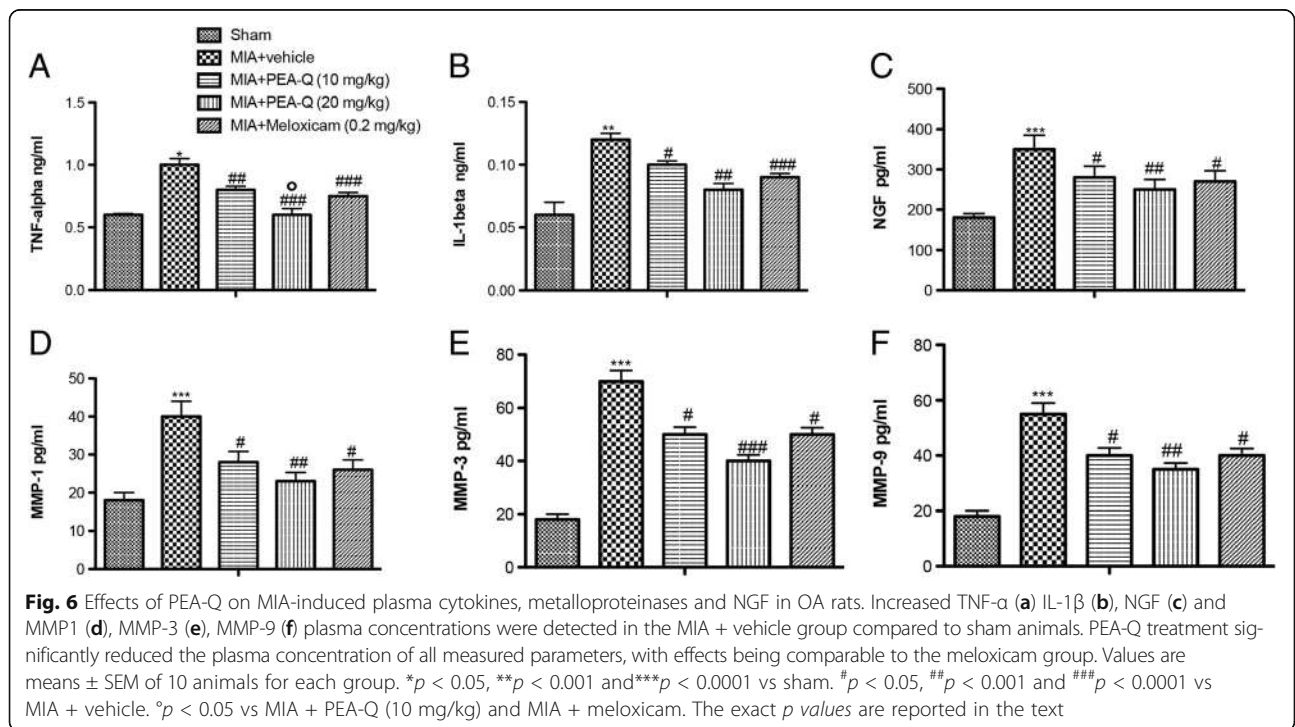 Sham
MIA+vehicle
MIA+PEA-Q (10 mg/kg)
MIA+PEA-Q (20 mg/kg)
MIA+Meloxicam (0.2 mg/kg)
A
TNF-alpha ng/ml
1.5
1.0
0.5
0.0
*
##
°
###
###
B
IL-1beta ng/ml
0.15
0.10
0.05
0.00
**
#
##
###
C
NGF pg/ml
500
400
300
200
100
0
***
#
##
#
D
MMP-1 pg/ml
50
40
30
20
10
0
***
#
##
#
E
MMP-3 pg/ml
80
60
40
20
0
***
#
###
#
F
MMP-9 pg/ml
80
60
40
20
0
***
#
##
#
Fig. 6 Effects of PEA-Q on MIA-induced plasma cytokines, metalloproteinases and NGF in OA rats. Increased TNF-α (a) IL-1β (b), NGF (c) and
MMP1 (d), MMP-3 (e), MMP-9 (f) plasma concentrations were detected in the MIA + vehicle group compared to sham animals. PEA-Q treatment sig-
nificantly reduced the plasma concentration of all measured parameters, with effects being comparable to the meloxicam group. Values are
means ± SEM of 10 animals for each group. *p < 0.05, **p < 0.001 and***p < 0.0001 vs sham. #p < 0.05, ##p < 0.001 and ###p < 0.0001 vs
MIA + vehicle. °p < 0.05 vs MIA + PEA-Q (10 mg/kg) and MIA + meloxicam. The exact p values are reported in the text